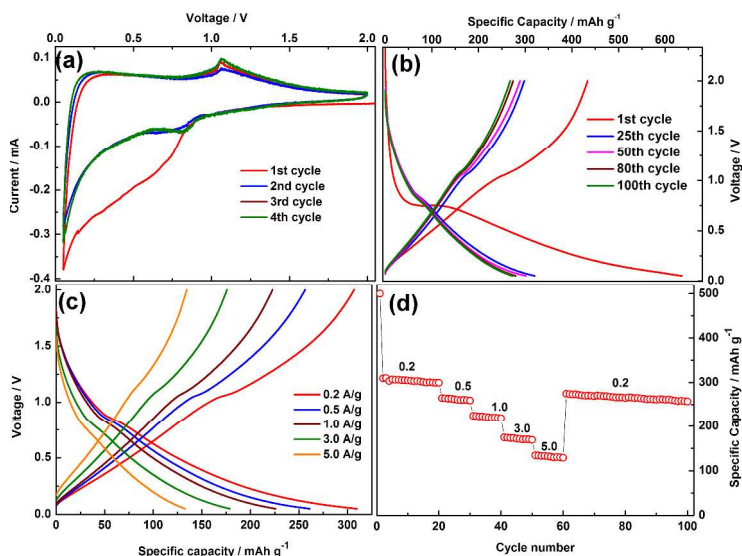 Voltage / V
0.0 0.5 1.0 1.5 2.0
(a)
0.1
0.0
-0.1
-0.2
-0.3
-0.4
Current / mA
1st cycle
2nd cycle
3rd cycle
4th cycle
Specific Capacity / mAh g-1
0 100 200 300 400 500 600
(b)
1st cycle
25th cycle
50th cycle
80th cycle
100th cycle
2.0
1.5
1.0
0.5
0.0
Voltage / V
(c)
2.0
1.5
1.0
0.5
0.0
Votage / V
0.2 A/g
0.5 A/g
1.0 A/g
3.0 A/g
5.0 A/g
0 50 100 150 200 250 300
Specific capacity / mAh g-1
(d)
0.2
0.5
1.0
3.0
5.0
0.2
500
400
300
200
100
0
Specific Capacity / mAh g-1
0 20 40 60 80 100
Cycle number